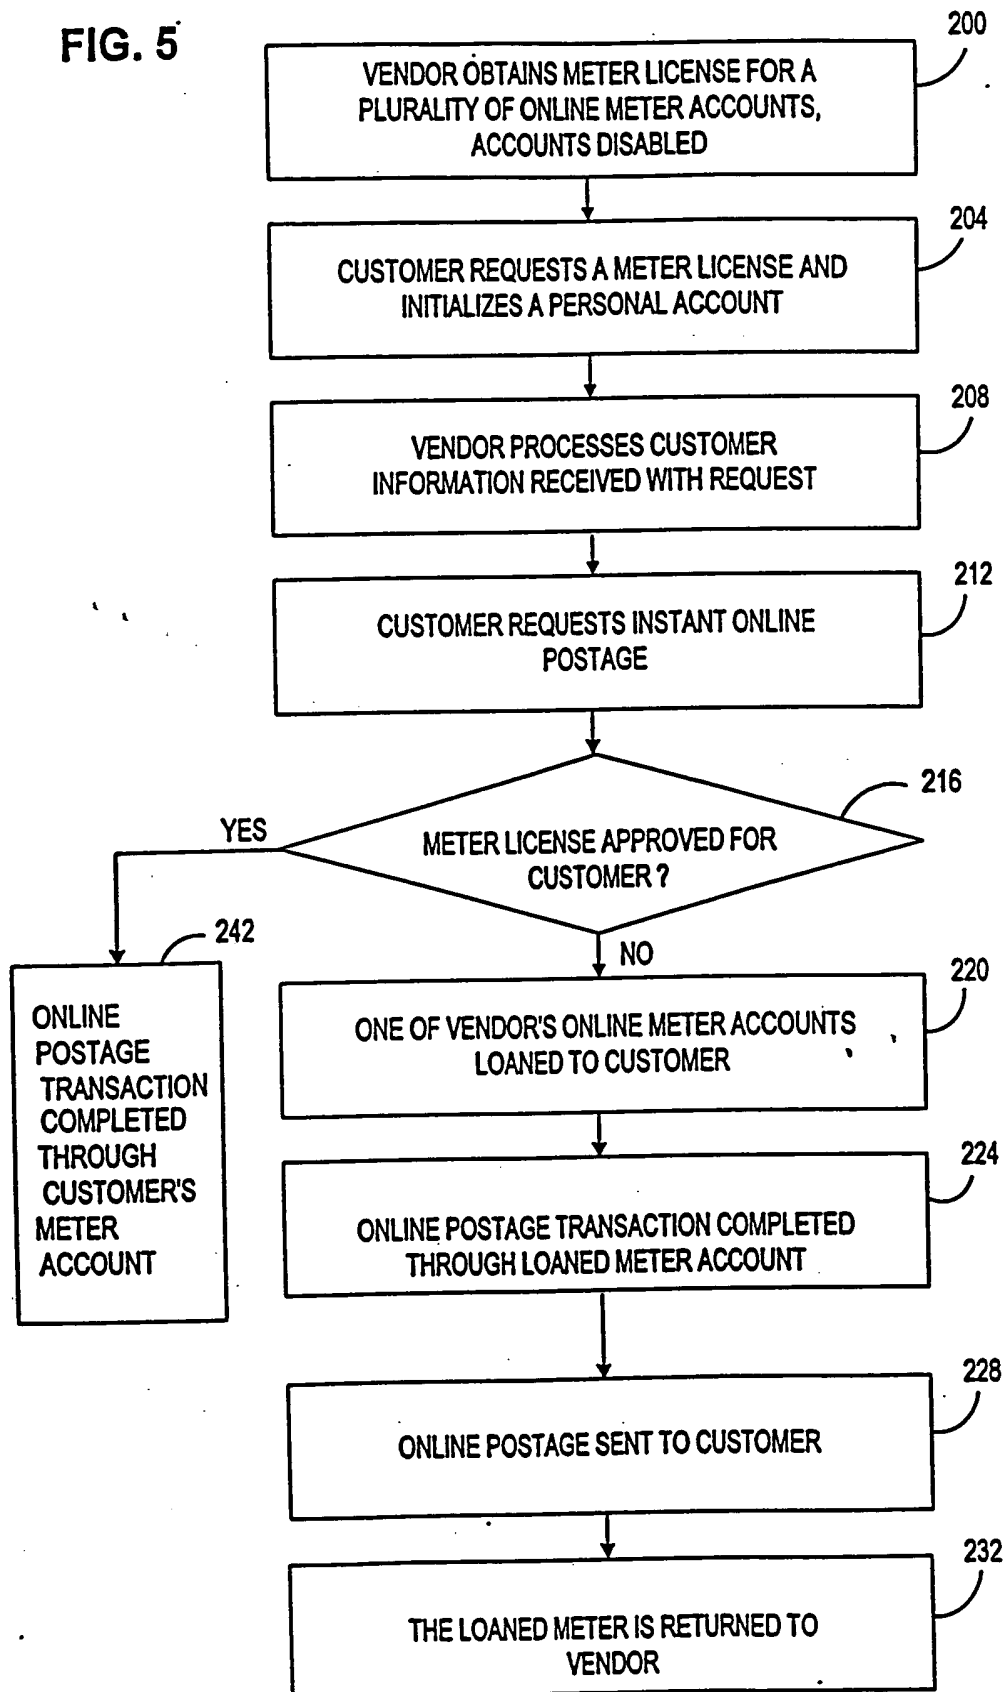 FIG. 5
200
VENDOR OBTAINS METER LICENSE FOR A
PLURALITY OF ONLINE METER ACCOUNTS,
ACCOUNTS DISABLED
204
CUSTOMER REQUESTS A METER LICENSE AND
INITIALIZES A PERSONAL ACCOUNT
208
VENDOR PROCESSES CUSTOMER
INFORMATION RECEIVED WITH REQUEST
212
CUSTOMER REQUESTS INSTANT ONLINE
POSTAGE
216
METER LICENSE APPROVED FOR
CUSTOMER ?
YES
242
ONLINE
POSTAGE
TRANSACTION
COMPLETED
THROUGH
CUSTOMER'S
METER
ACCOUNT
NO
220
ONE OF VENDOR'S ONLINE METER ACCOUNTS
LOANED TO CUSTOMER
224
ONLINE POSTAGE TRANSACTION COMPLETED
THROUGH LOANED METER ACCOUNT
228
ONLINE POSTAGE SENT TO CUSTOMER
232
THE LOANED METER IS RETURNED TO
VENDOR